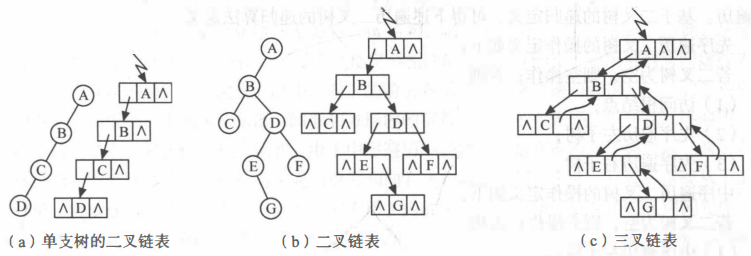 A
B
C
D
A ∧
B ∧
C ∧
∧ D ∧
(a) 单支树的二叉链表
A
B
C D
E F
G
A ∧
B
∧ C ∧ D
∧ E ∧ F ∧
∧ G ∧
(b) 二叉链表
A ∧
B
∧ C ∧ D
∧ E ∧ F ∧
∧ G ∧
(c) 三叉链表